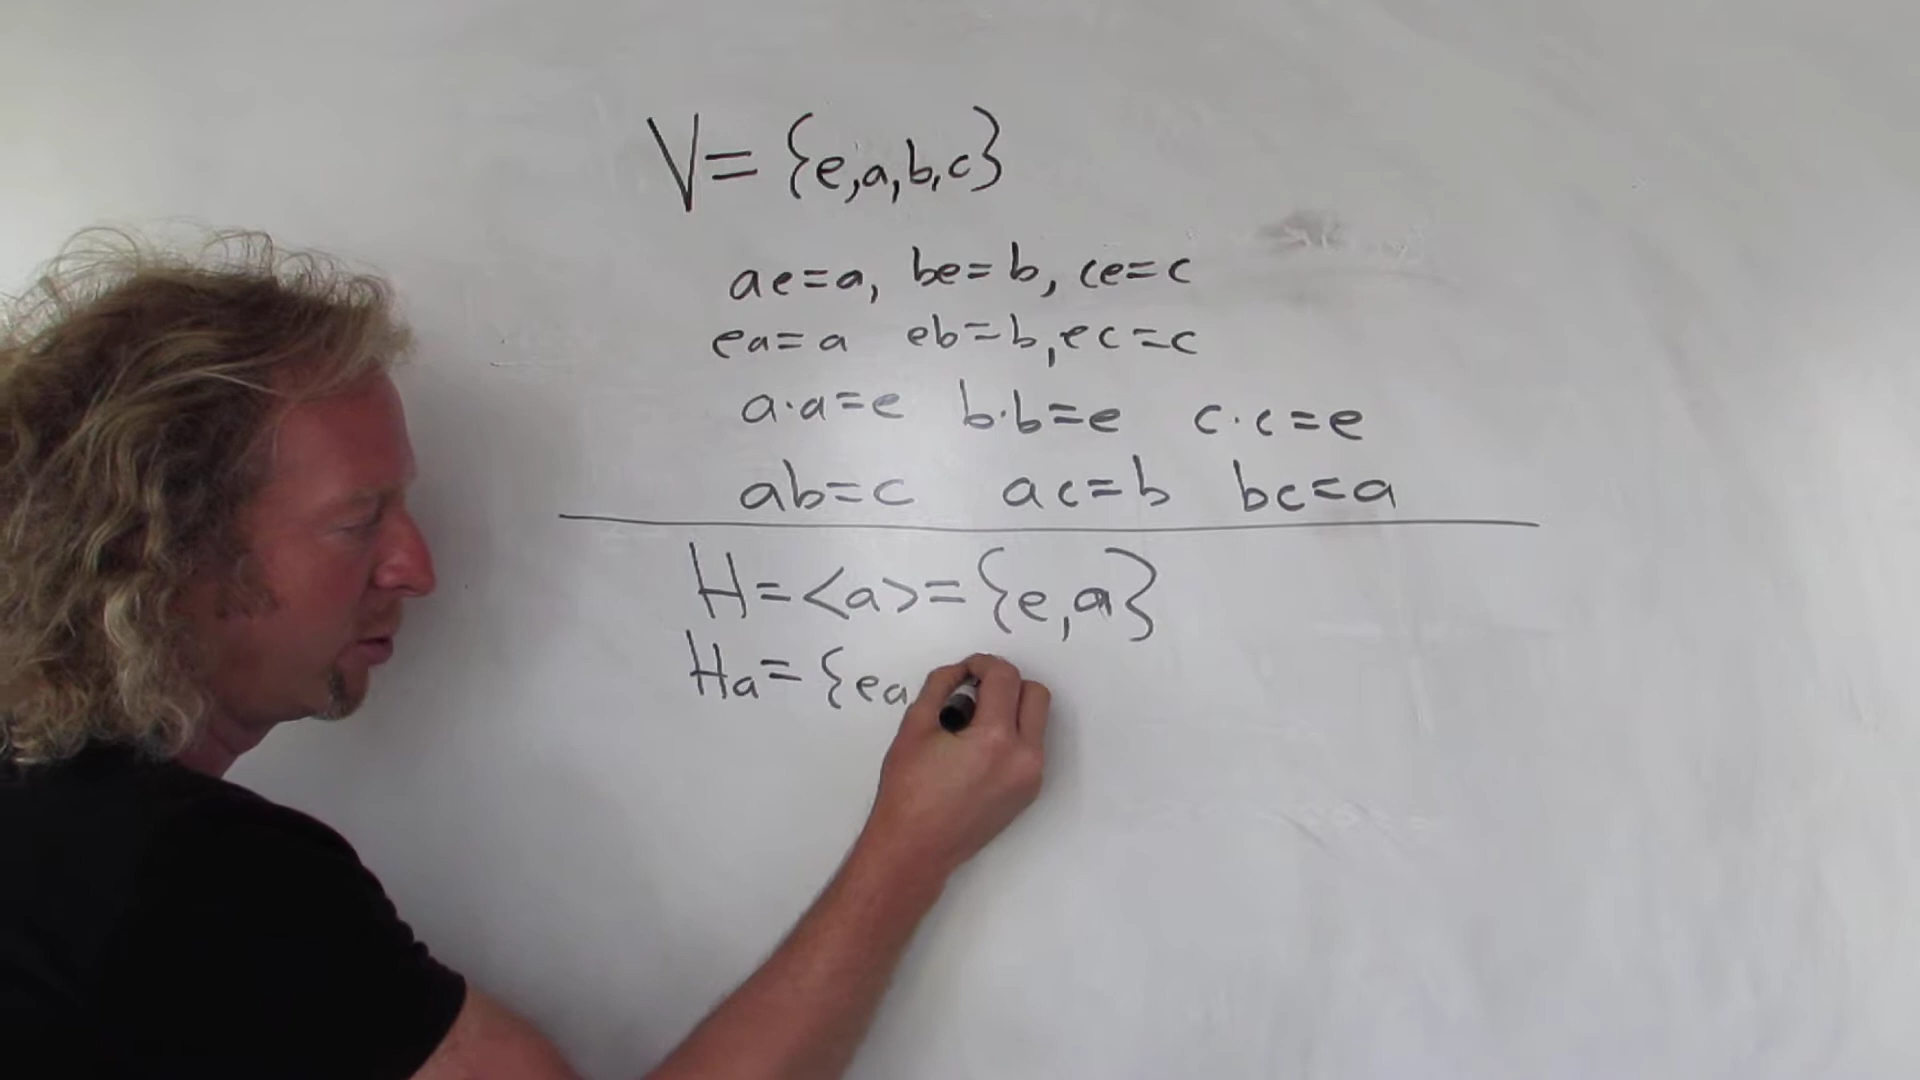 V= {e,a,b,c}
ae=a, be=b, ce=c
ea=a eb=b, ec=c
a·a=e b·b=e c·c=e
ab=c ac=b bc=a
H=<a>={e,a}
Ha={ea